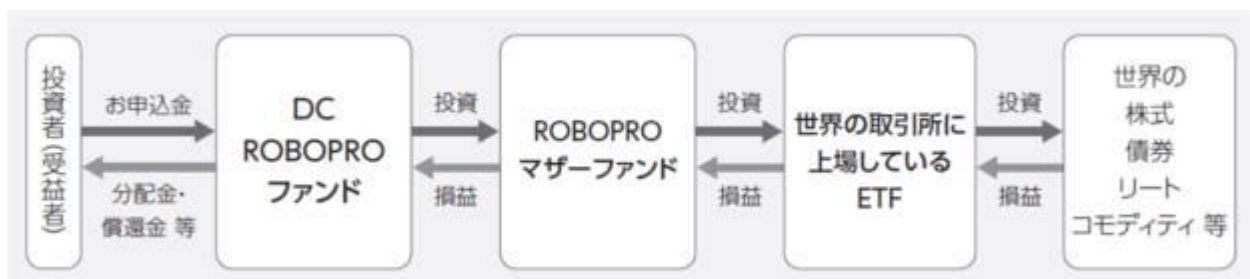 投資者(受益者)
お申込金
分配金・
償還金 等
DC
ROBOPRO
ファンド
投資
損益
ROBOPRO
マザーファンド
投資
損益
世界の取引所に
上場している
ETF
投資
損益
世界の
株式
債券
リート
コモディティ 等